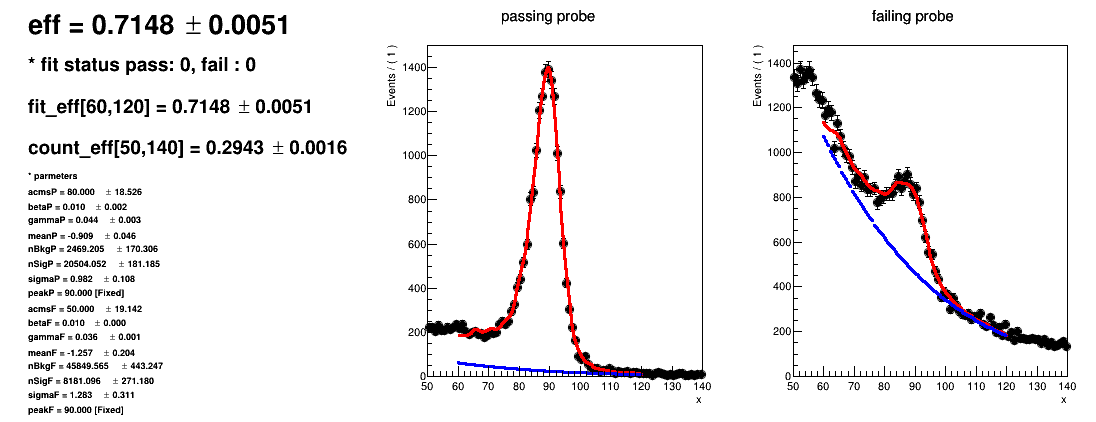 eff = 0.7148 ± 0.0051
* fit status pass: 0, fail : 0
fit_eff[60,120] = 0.7148 ± 0.0051
count_eff[50,140] = 0.2943 ± 0.0016
* parmeters
acmsP = 80.000 ± 18.526
betaP = 0.010 ± 0.002
gammaP = 0.044 ± 0.003
meanP = -0.909 ± 0.046
nBkgP = 2469.205 ± 170.306
nSigP = 20504.052 ± 181.185
sigmaP = 0.982 ± 0.108
peakP = 90.000 [Fixed]
acmsF = 50.000 ± 19.142
betaF = 0.010 ± 0.000
gammaF = 0.036 ± 0.001
meanF = -1.257 ± 0.204
nBkgF = 45849.565 ± 443.247
nSigF = 8181.096 ± 271.180
sigmaF = 1.283 ± 0.311
peakF = 90.000 [Fixed]
passing probe
Events / ( 1 )
1400
1200
1000
800
600
400
200
0
50 60 70 80 90 100 110 120 130 140
x
failing probe
Events / ( 1 )
1400
1200
1000
800
600
400
200
0
50 60 70 80 90 100 110 120 130 140
x